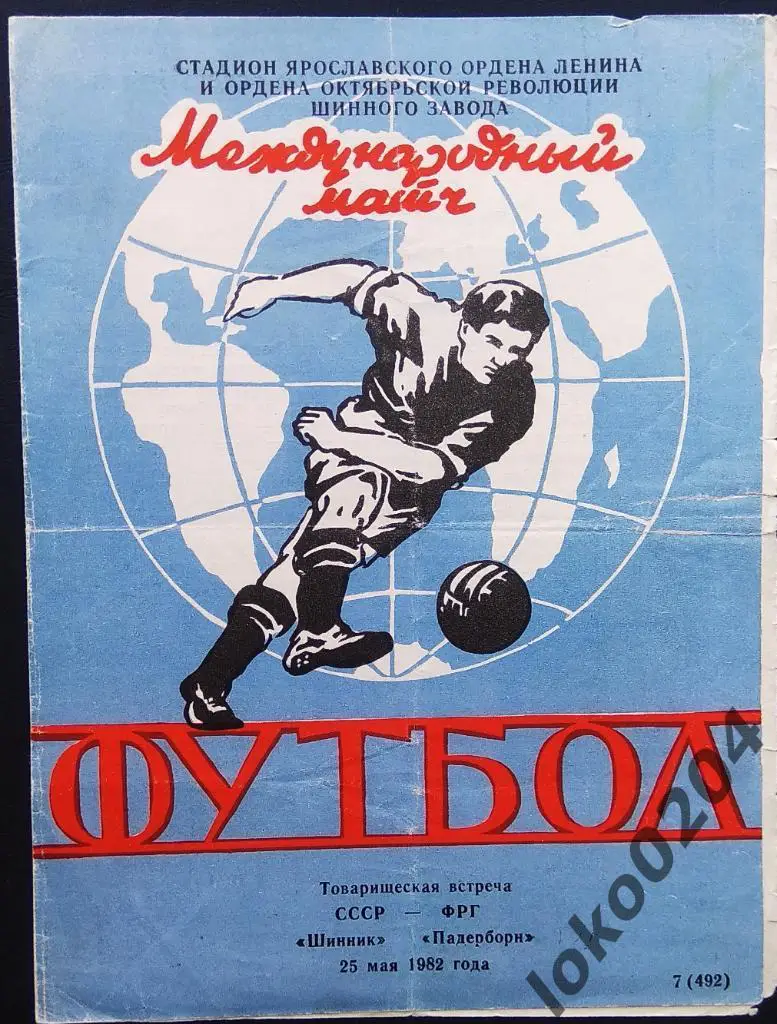 СТАДИОН ЯРОСЛАВСКОГО ОРДЕНА ЛЕНИНА
И ОРДЕНА ОКТЯБРЬСКОЙ РЕВОЛЮЦИИ
ШИННОГО ЗАВОДА
Международный
матч
ФУТБОЛ
Товарищеская встреча
СССР — ФРГ
«Шинник» «Падерборн»
25 мая 1982 года
7 (492)
loko0204